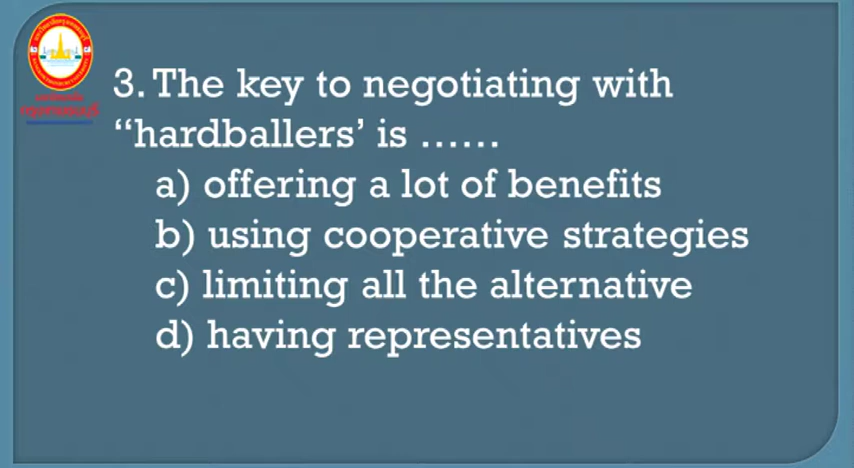 3. The key to negotiating with
“hardballers’ is ......
a) offering a lot of benefits
b) using cooperative strategies
c) limiting all the alternative
d) having representatives